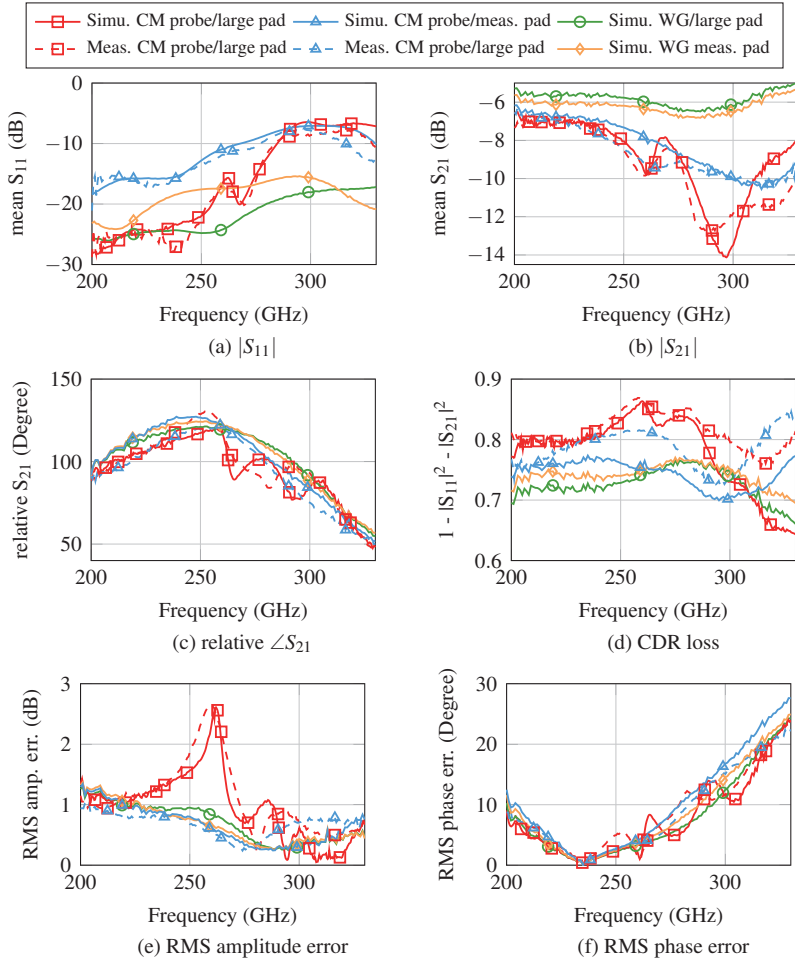 Simu. CM probe/large pad
Simu. CM probe/meas. pad
Simu. WG/large pad
Meas. CM probe/large pad
Meas. CM probe/large pad
Simu. WG meas. pad
0
−10
−20
−30
mean S11 (dB)
200
250
300
Frequency (GHz)
(a) |S11|
−6
−8
−10
−12
−14
mean S21 (dB)
200
250
300
Frequency (GHz)
(b) |S21|
150
100
50
relative S21 (Degree)
200
250
300
Frequency (GHz)
(c) relative ∠S21
0.9
0.8
0.7
0.6
1 - |S11|2 - |S21|2
200
250
300
Frequency (GHz)
(d) CDR loss
3
2
1
0
RMS amp. err. (dB)
200
250
300
Frequency (GHz)
(e) RMS amplitude error
30
20
10
0
RMS phase err. (Degree)
200
250
300
Frequency (GHz)
(f) RMS phase error